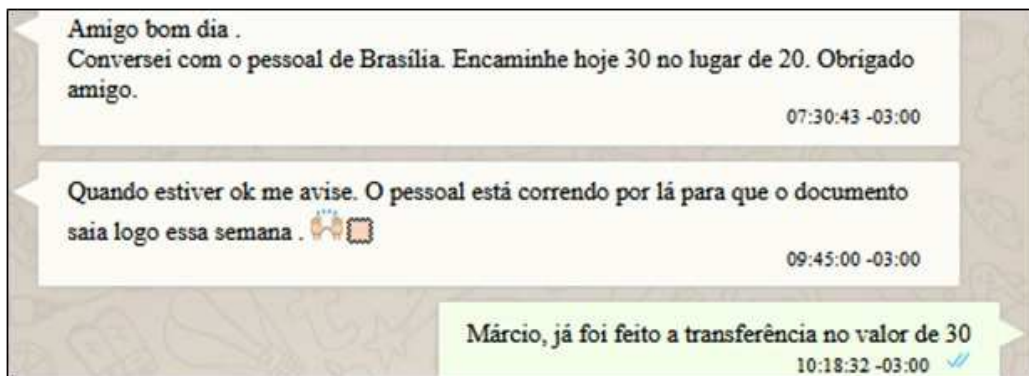 Amigo bom dia .
Conversei com o pessoal de Brasília. Encaminhe hoje 30 no lugar de 20. Obrigado
amigo.
07:30:43 -03:00
Quando estiver ok me avise. O pessoal está correndo por lá para que o documento
saia logo essa semana . 🙌🏼
09:45:00 -03:00
Márcio, já foi feito a transferência no valor de 30
10:18:32 -03:00